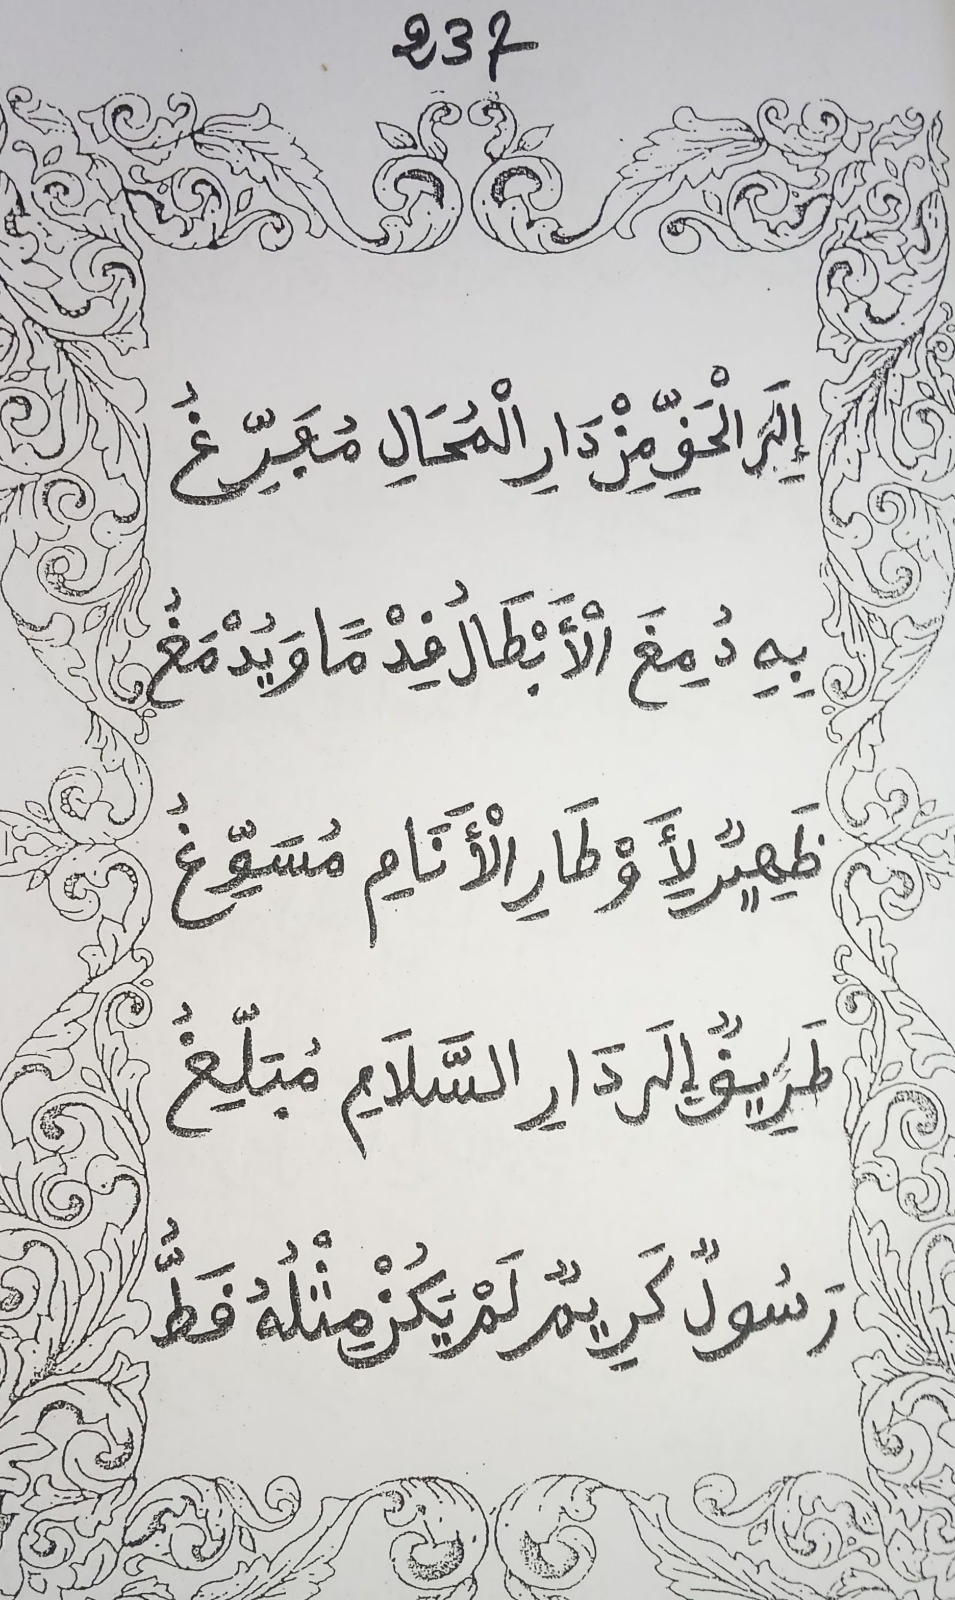 237
إِلَى الْحَقِّ مِنْ دَارِ الْمُحَالِ مُفَرِّغُ
بِهِ دُمِغَ الْأَبْطَالُ قِدْمًا وَيُدْمَغُ
ظَهِيرٌ لِأَوْطَارِ الْأَنَامِ مُسَوِّغُ
طَرِيقٌ إِلَى دَارِ السَّلَامِ مُبَلِّغُ
رَسُولٌ كَرِيمٌ لَمْ يَكُنْ مِثْلُهُ قَطُّ